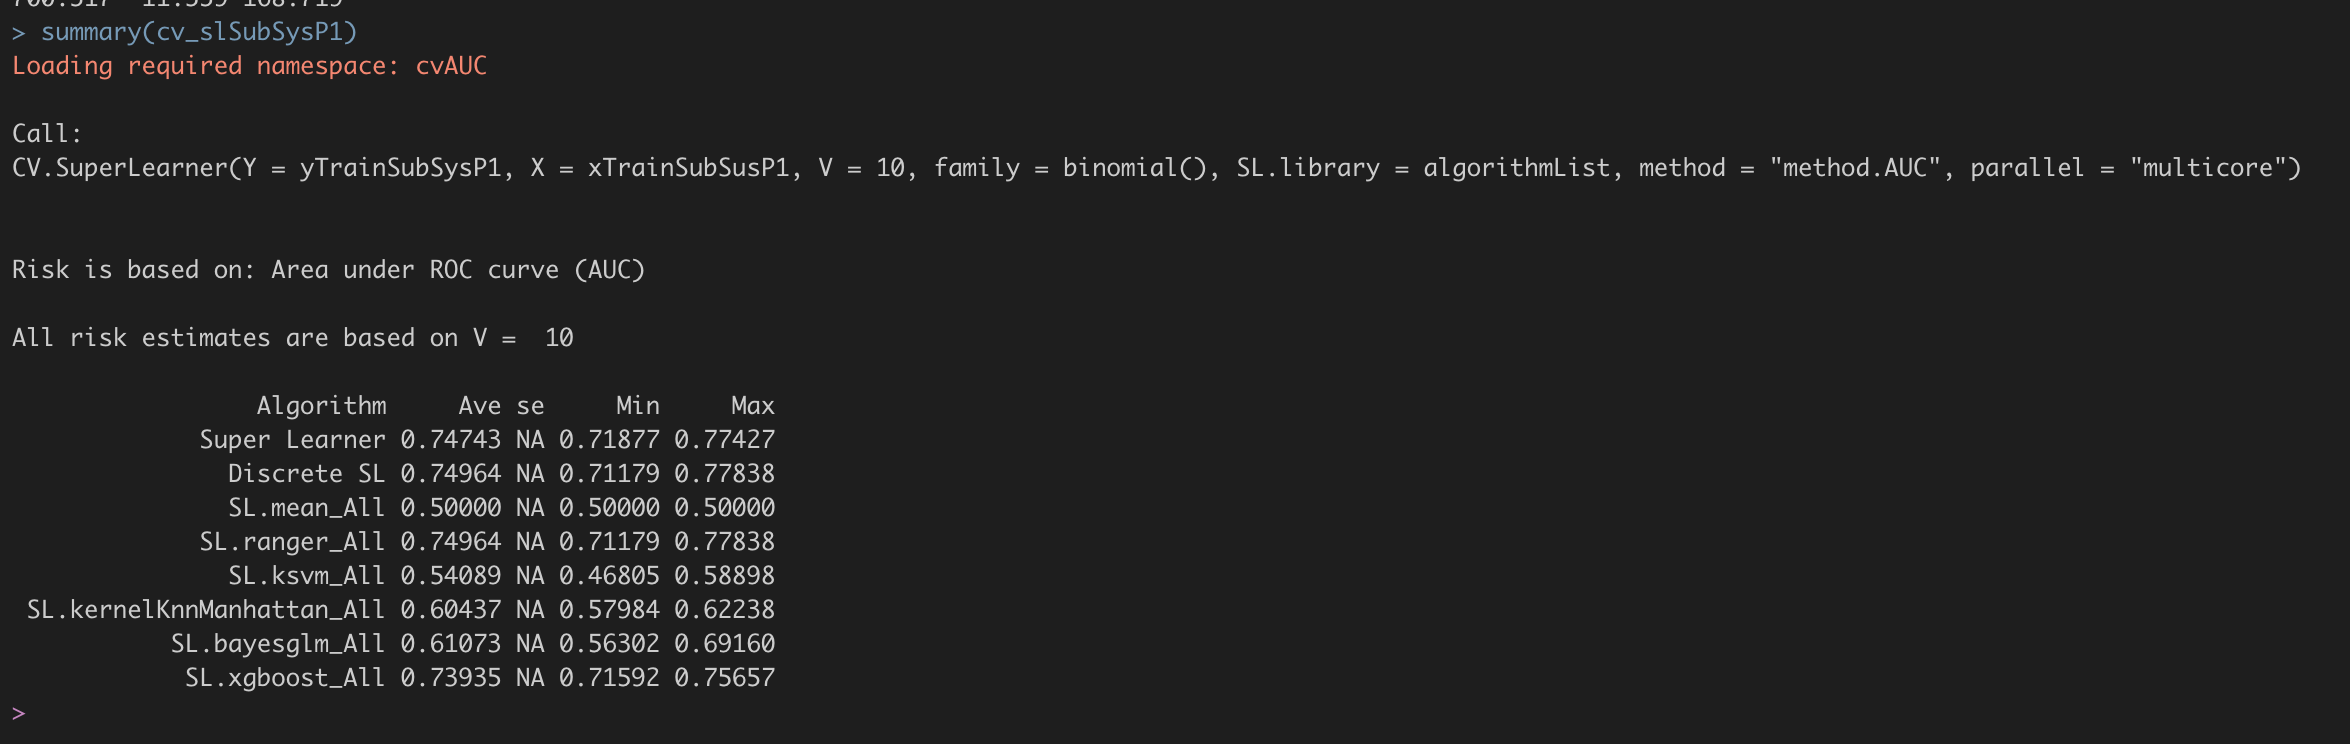 > summary(cv_slSubSysP1)
Loading required namespace: cvAUC
Call:
CV.SuperLearner(Y = yTrainSubSysP1, X = xTrainSubSusP1, V = 10, family = binomial(), SL.library = algorithmList, method = "method.AUC", parallel = "multicore")
Risk is based on: Area under ROC curve (AUC)
All risk estimates are based on V =  10
Algorithm     Ave se     Min     Max
Super Learner 0.74743 NA 0.71877 0.77427
Discrete SL 0.74964 NA 0.71179 0.77838
SL.mean_All 0.50000 NA 0.50000 0.50000
SL.ranger_All 0.74964 NA 0.71179 0.77838
SL.ksvm_All 0.54089 NA 0.46805 0.58898
SL.kernelKnnManhattan_All 0.60437 NA 0.57984 0.62238
SL.bayesglm_All 0.61073 NA 0.56302 0.69160
SL.xgboost_All 0.73935 NA 0.71592 0.75657
>